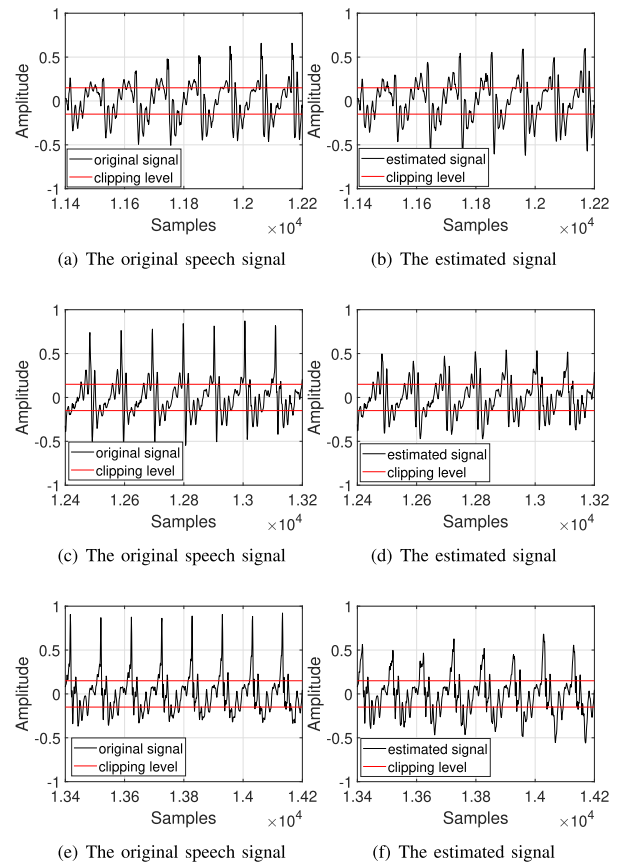 1
0.5
0
-0.5
-1
Amplitude
original signal
clipping level
1.14 1.16 1.18 1.2 1.22
Samples
×10^4
(a) The original speech signal
1
0.5
0
-0.5
-1
Amplitude
estimated signal
clipping level
1.14 1.16 1.18 1.2 1.22
Samples
×10^4
(b) The estimated signal
1
0.5
0
-0.5
-1
Amplitude
original signal
clipping level
1.24 1.26 1.28 1.3 1.32
Samples
×10^4
(c) The original speech signal
1
0.5
0
-0.5
-1
Amplitude
estimated signal
clipping level
1.24 1.26 1.28 1.3 1.32
Samples
×10^4
(d) The estimated signal
1
0.5
0
-0.5
-1
Amplitude
original signal
clipping level
1.34 1.36 1.38 1.4 1.42
Samples
×10^4
(e) The original speech signal
1
0.5
0
-0.5
-1
Amplitude
estimated signal
clipping level
1.34 1.36 1.38 1.4 1.42
Samples
×10^4
(f) The estimated signal